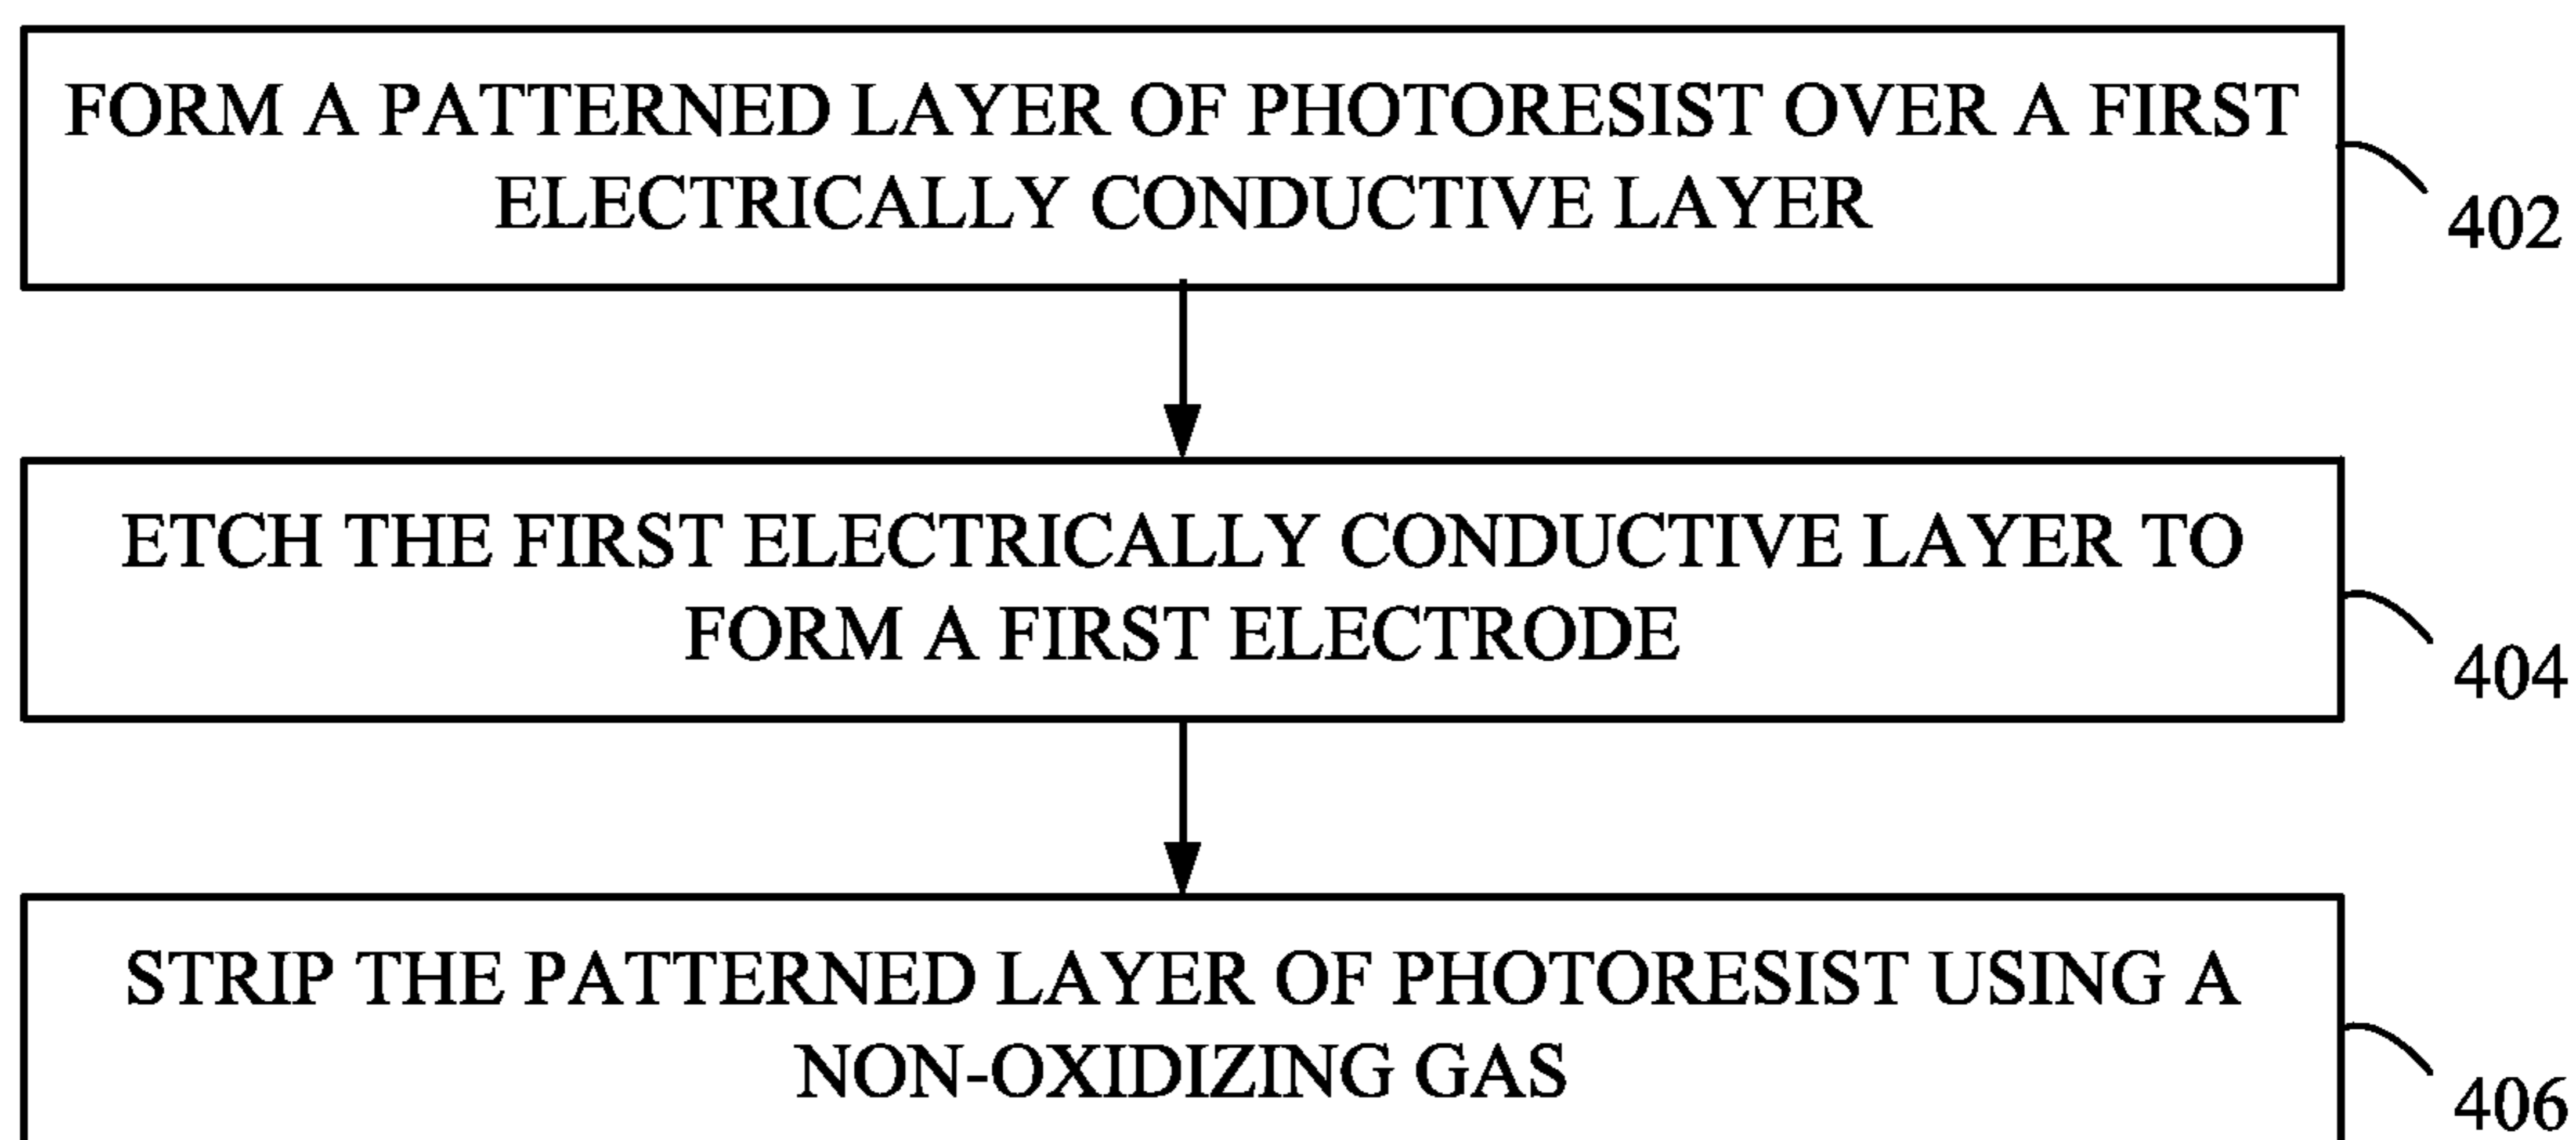 FORM A PATTERNED LAYER OF PHOTORESIST OVER A FIRST
ELECTRICALLY CONDUCTIVE LAYER
402
ETCH THE FIRST ELECTRICALLY CONDUCTIVE LAYER TO
FORM A FIRST ELECTRODE
404
STRIP THE PATTERNED LAYER OF PHOTORESIST USING A
NON-OXIDIZING GAS
406